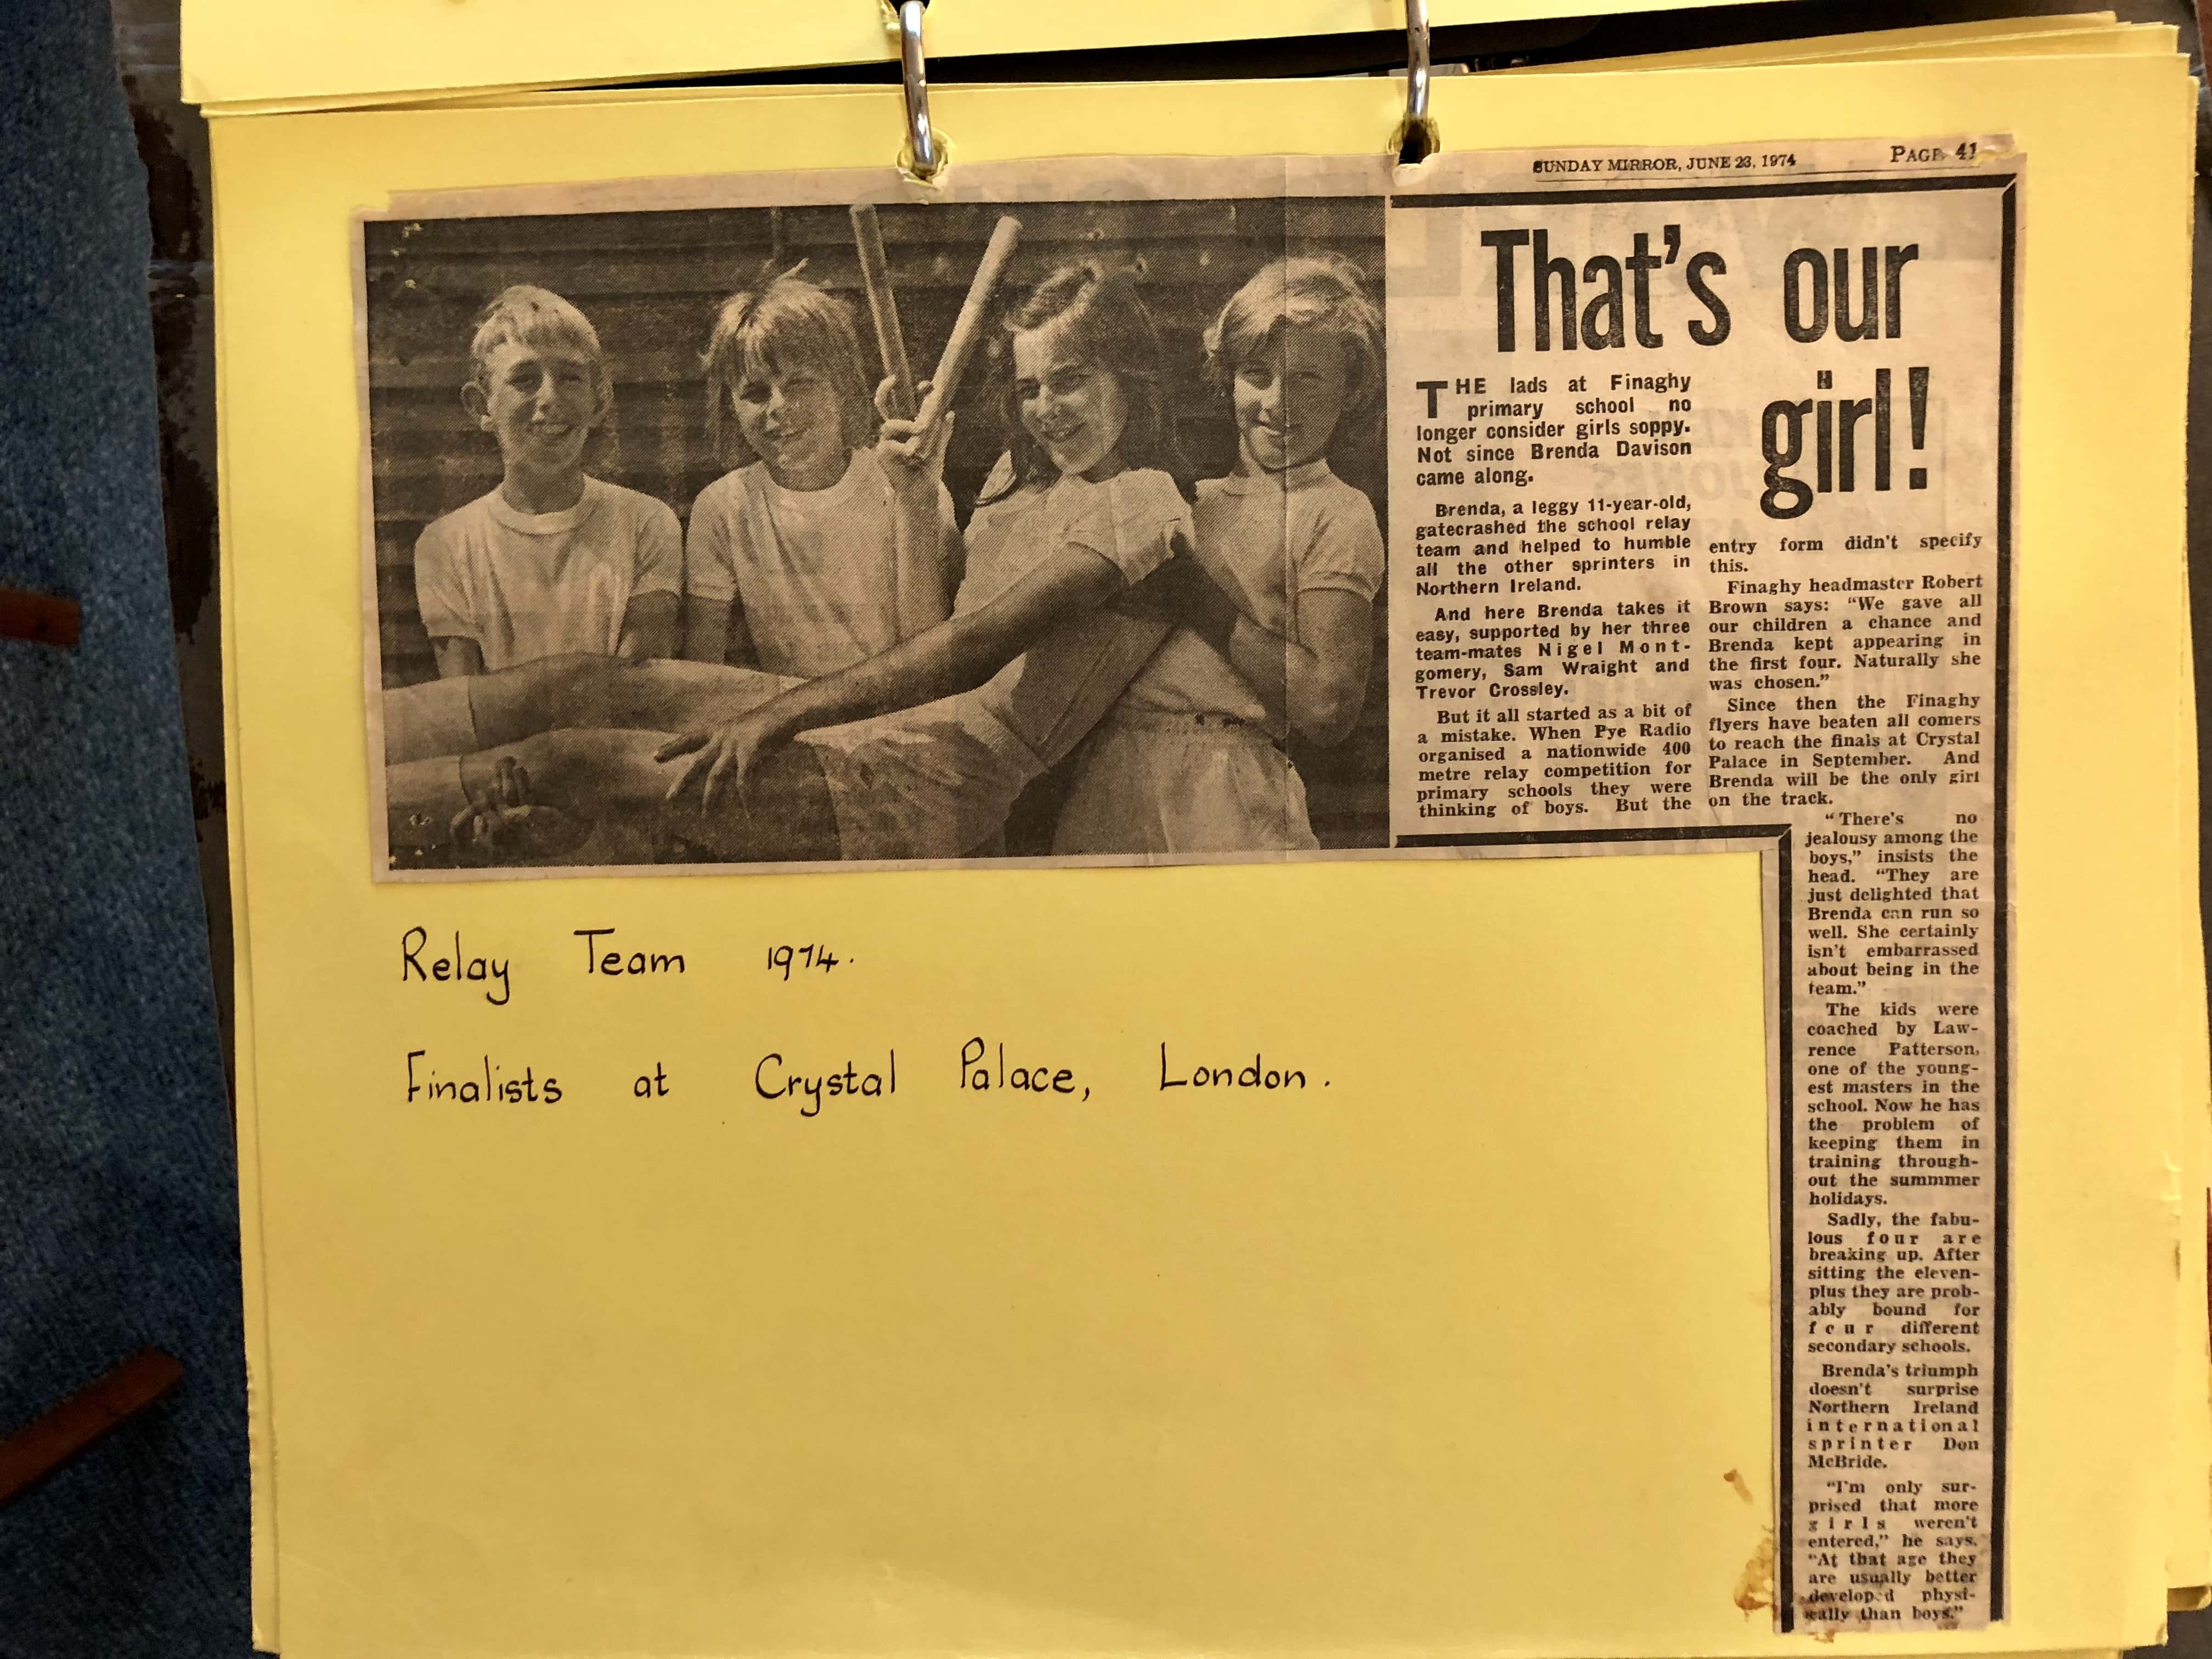 SUNDAY MIRROR, JUNE 23, 1974 PAGE 41
That's our
girl!
THE lads at Finaghy
primary school no
longer consider girls soppy.
Not since Brenda Davison
came along.
Brenda, a leggy 11-year-old,
gatecrashed the school relay
team and helped to humble
all the other sprinters in
Northern Ireland.
And here Brenda takes it
easy, supported by her three
team-mates Nigel Mont-
gomery, Sam Wraight and
Trevor Crossley.
But it all started as a bit of
a mistake. When Pye Radio
organised a nationwide 400
metre relay competition for
primary schools they were
thinking of boys. But the
entry form didn't specify
this.
Finaghy headmaster Robert
Brown says: "We gave all
our children a chance and
Brenda kept appearing in
the first four. Naturally she
was chosen."
Since then the Finaghy
flyers have beaten all comers
to reach the finals at Crystal
Palace in September. And
Brenda will be the only girl
on the track.
"There's no
jealousy among the
boys," insists the
head. "They are
just delighted that
Brenda can run so
well. She certainly
isn't embarrassed
about being in the
team."
The kids were
coached by Law-
rence Patterson,
one of the young-
est masters in the
school. Now he has
the problem of
keeping them in
training through-
out the summmer
holidays.
Sadly, the fabu-
lous four are
breaking up. After
sitting the eleven-
plus they are prob-
ably bound for
four different
secondary schools.
Brenda's triumph
doesn't surprise
Northern Ireland
international
sprinter Don
McBride.
"I'm only sur-
prised that more
girls weren't
entered," he says.
"At that age they
are usually better
developed physi-
cally than boys."
Relay Team 1974.
Finalists at Crystal Palace, London.